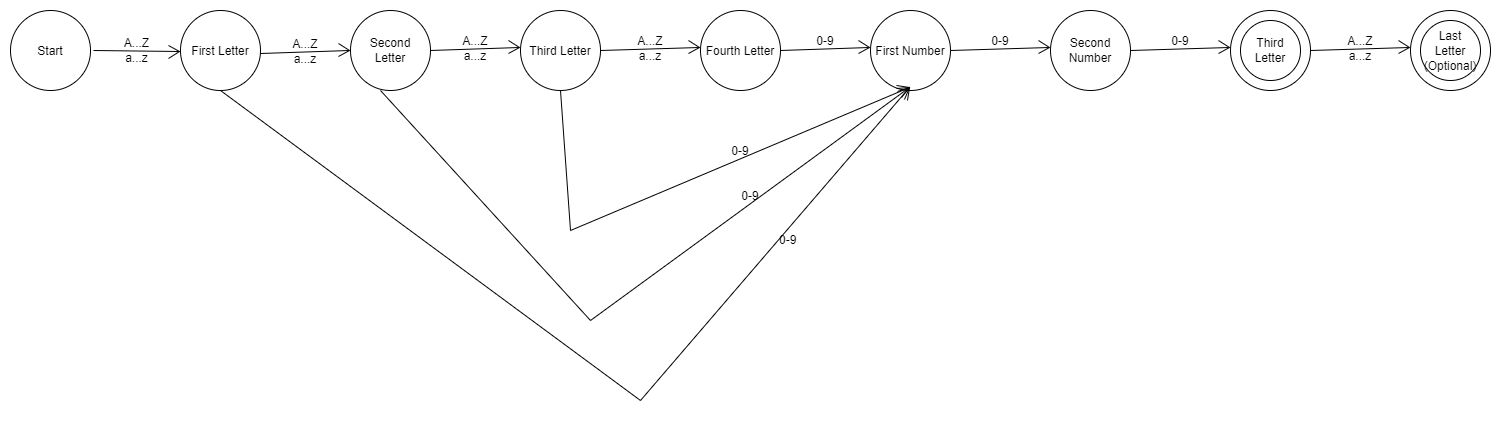 Start
A...Z
a...z
First Letter
A...Z
a...z
Second
Letter
A...Z
a...z
Third Letter
A...Z
a...z
Fourth Letter
0-9
First Number
0-9
Second
Number
0-9
Third
Letter
A...Z
a...z
Last
Letter
(Optional)
0-9
0-9
0-9